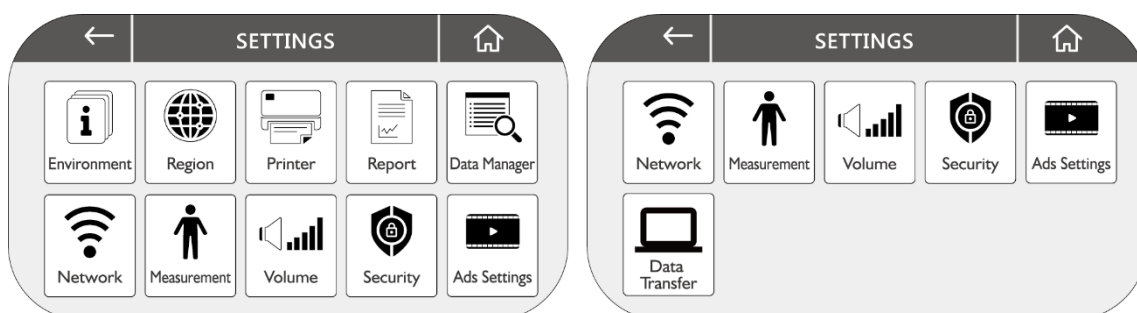 SETTINGS
Environment
Region
Printer
Report
Data Manager
Network
Measurement
Volume
Security
Ads Settings
SETTINGS
Network
Measurement
Volume
Security
Ads Settings
Data
Transfer